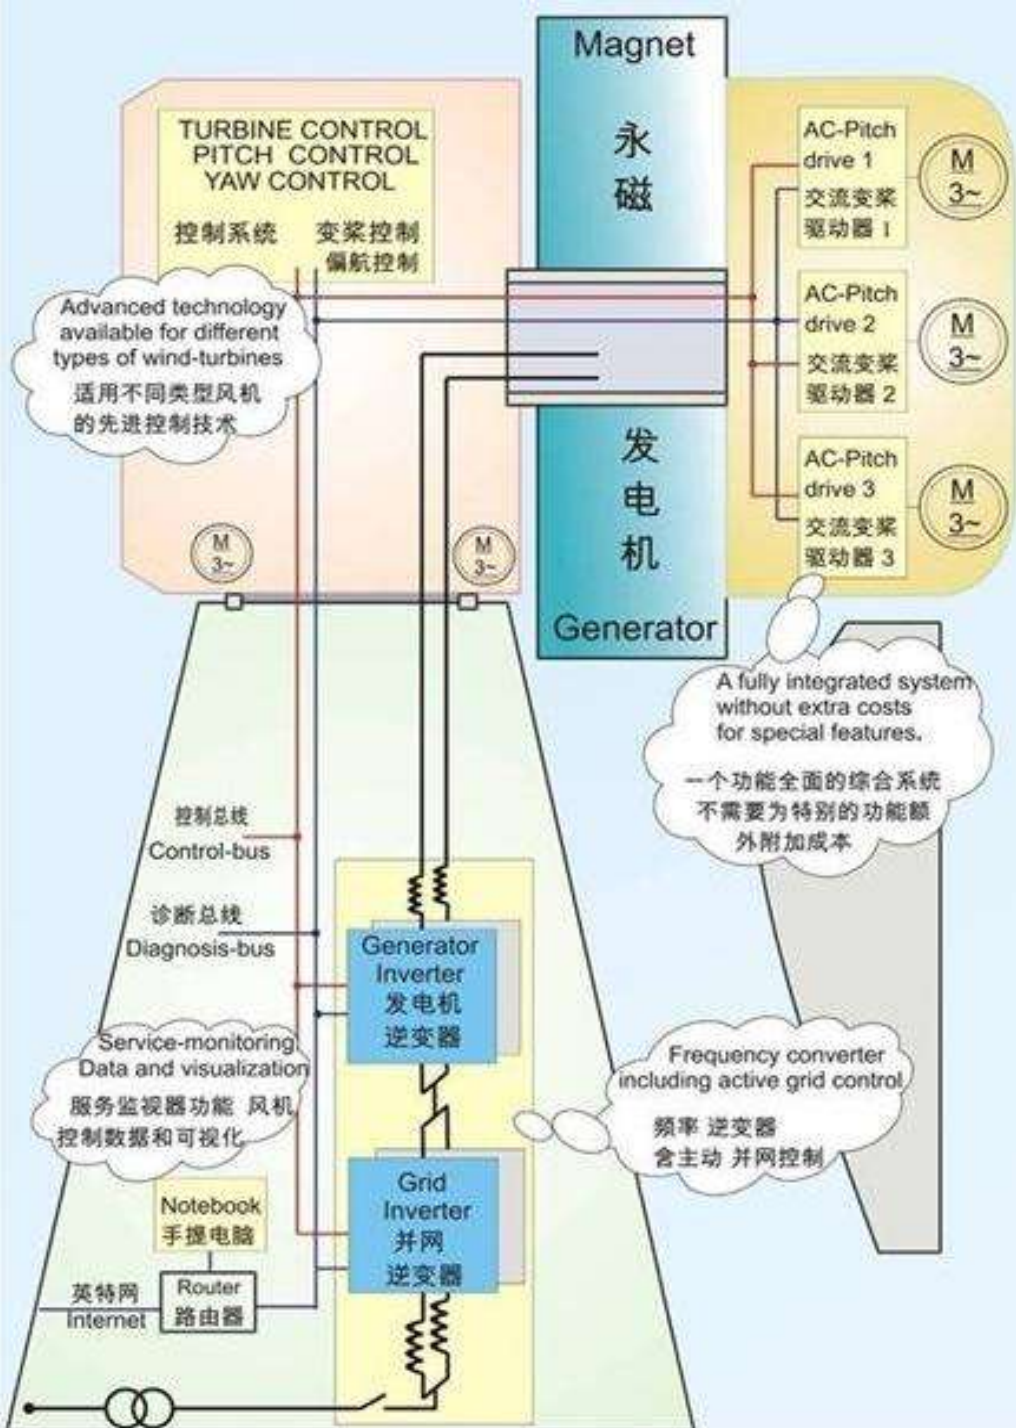 Magnet
永
磁
发
电
机
Generator
TURBINE CONTROL
PITCH CONTROL
YAW CONTROL
控制系统 变桨控制
偏航控制
Advanced technology
available for different
types of wind-turbines
适用不同类型风机
的先进控制技术
AC-Pitch
drive 1
交流变桨
驱动器 1
M
3~
AC-Pitch
drive 2
交流变桨
驱动器 2
M
3~
AC-Pitch
drive 3
交流变桨
驱动器 3
M
3~
M
3~
M
3~
A fully integrated system
without extra costs
for special features.
一个功能全面的综合系统
不需要为特别的功能额
外附加成本
控制总线
Control-bus
诊断总线
Diagnosis-bus
Generator
Inverter
发电机
逆变器
Service-monitoring
Data and visualization
服务监视器功能 风机
控制数据和可视化
Frequency converter
including active grid control
频率 逆变器
含主动 并网控制
Grid
Inverter
并网
逆变器
Notebook
手提电脑
英特网
Internet
Router
路由器